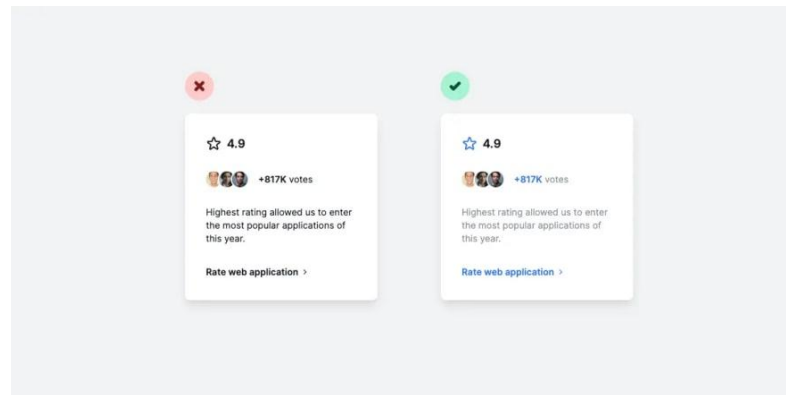 4.9
+817K votes
Highest rating allowed us to enter
the most popular applications of
this year.
Rate web application >
4.9
+817K votes
Highest rating allowed us to enter
the most popular applications of
this year.
Rate web application >